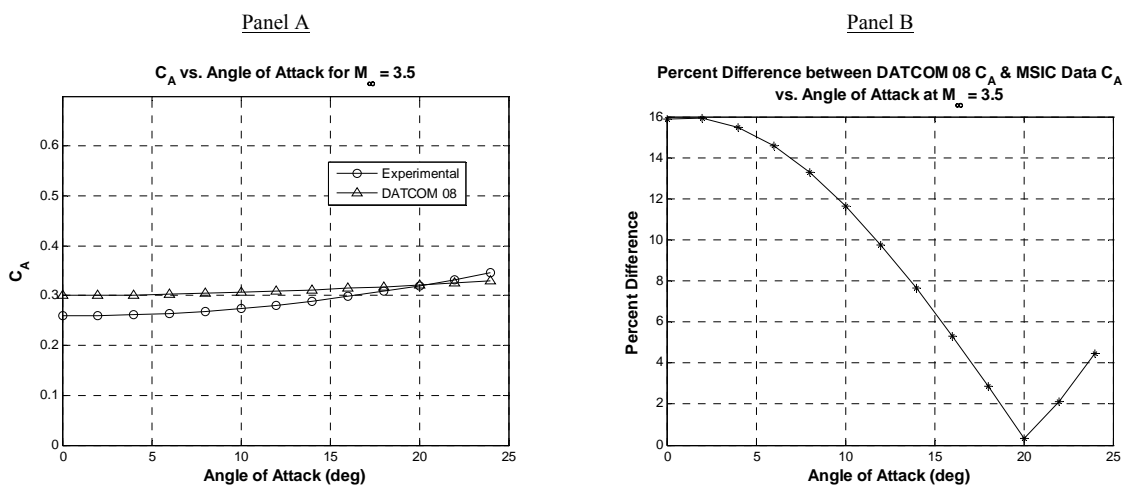 Panel A
C_A vs. Angle of Attack for M_∞ = 3.5
0.6
0.5
0.4
0.3
0.2
0.1
0
C_A
Experimental
DATCOM 08
0 5 10 15 20 25
Angle of Attack (deg)
Panel B
Percent Difference between DATCOM 08 C_A & MSIC Data C_A
vs. Angle of Attack at M_∞ = 3.5
16
14
12
10
8
6
4
2
0
Percent Difference
0 5 10 15 20 25
Angle of Attack (deg)